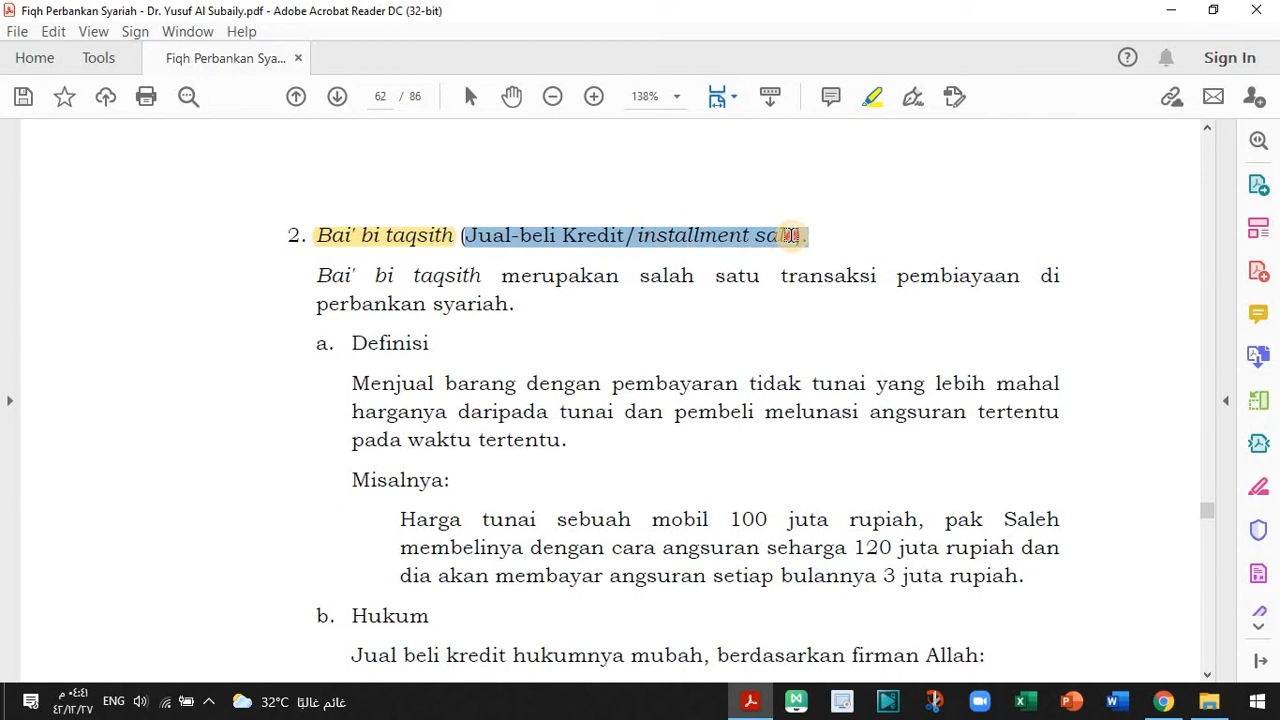 Fiqh Perbankan Syariah - Dr. Yusuf Al Subaily.pdf - Adobe Acrobat Reader DC (32-bit)
File Edit View Sign Window Help
Home Tools Fiqh Perbankan Sya... × Sign In
62 / 86 138%
2. Bai' bi taqsith (Jual-beli Kredit/installment
Bai' bi taqsith merupakan salah satu transaksi pembiayaan di
perbankan syariah.
a. Definisi
Menjual barang dengan pembayaran tidak tunai yang lebih mahal
harganya daripada tunai dan pembeli melunasi angsuran tertentu
pada waktu tertentu.
Misalnya:
Harga tunai sebuah mobil 100 juta rupiah, pak Saleh
membelinya dengan cara angsuran seharga 120 juta rupiah dan
dia akan membayar angsuran setiap bulannya 3 juta rupiah.
b. Hukum
Jual beli kredit hukumnya mubah, berdasarkan firman Allah:
ENG 32°C غائم غالبًا